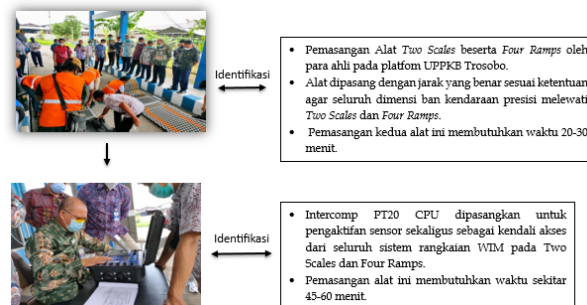 Identifikasi
• Pemasangan Alat Two Scales beserta Four Ramps oleh
para ahli pada platfom UPPKB Trosobo.
• Alat dipasang dengan jarak yang benar sesuai ketentuan
agar seluruh dimensi ban kendaraan presisi melewati
Two Scales dan Four Ramps.
• Pemasangan kedua alat ini membutuhkan waktu 20-30
menit.
Identifikasi
• Intercomp PT20 CPU dipasangkan untuk
pengaktifan sensor sekaligus sebagai kendali akses
dari seluruh sistem rangkaian WIM pada Two
Scales dan Four Ramps.
• Pemasangan alat ini membutuhkan waktu sekitar
45-60 menit.